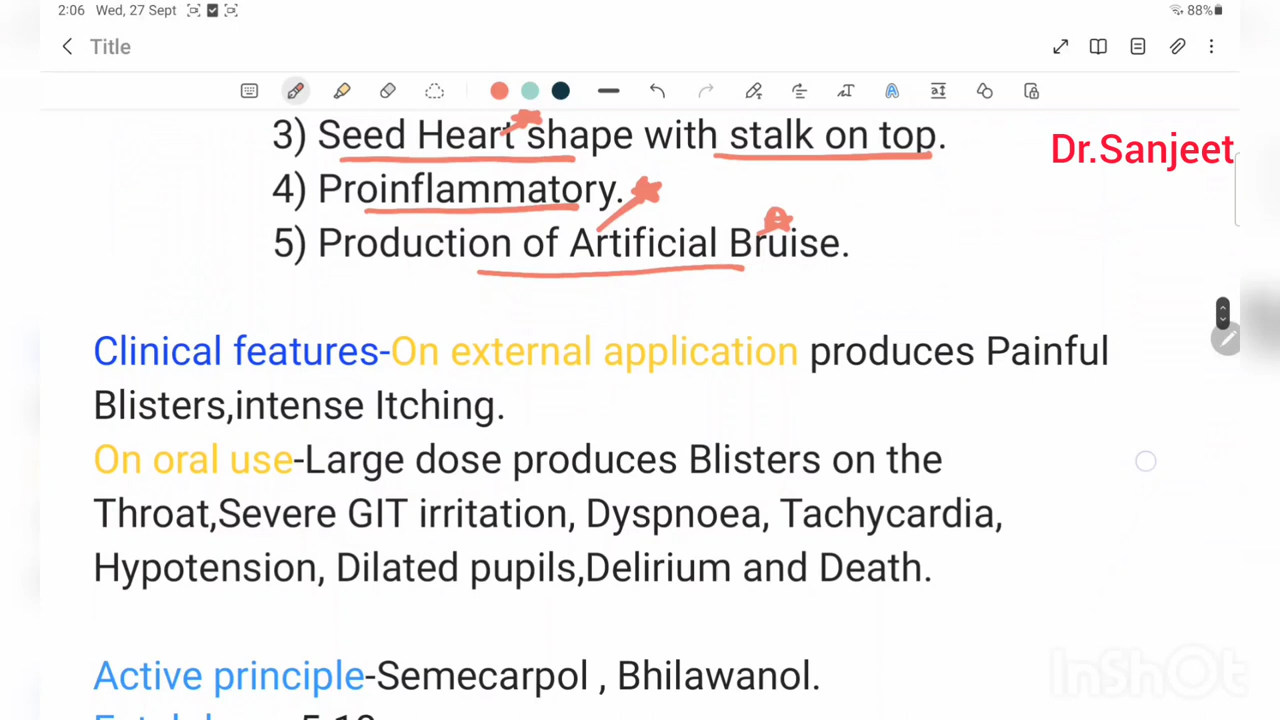 2:06 Wed, 27 Sept
88%
Title
3) Seed Heart shape with stalk on top.
Dr.Sanjeet
4) Proinflammatory.
5) Production of Artificial Bruise.
Clinical features-On external application produces Painful
Blisters,intense Itching.
On oral use-Large dose produces Blisters on the
Throat,Severe GIT irritation, Dyspnoea, Tachycardia,
Hypotension, Dilated pupils,Delirium and Death.
Active principle-Semecarpol , Bhilawanol.
InShOt